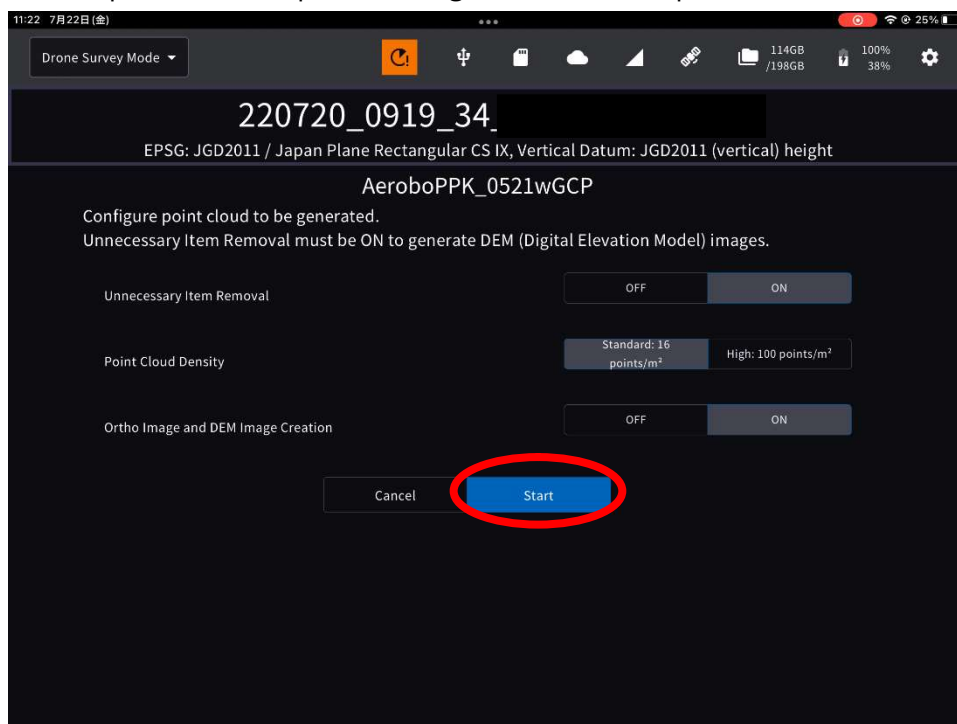 11:22 7月22日(金)
25%
Drone Survey Mode
114GB
/198GB
100%
38%
220720_0919_34_
EPSG: JGD2011 / Japan Plane Rectangular CS IX, Vertical Datum: JGD2011 (vertical) height
AeroboPPK_0521wGCP
Configure point cloud to be generated.
Unnecessary Item Removal must be ON to generate DEM (Digital Elevation Model) images.
Unnecessary Item Removal
OFF
ON
Point Cloud Density
Standard: 16
points/m²
High: 100 points/m²
Ortho Image and DEM Image Creation
OFF
ON
Cancel
Start